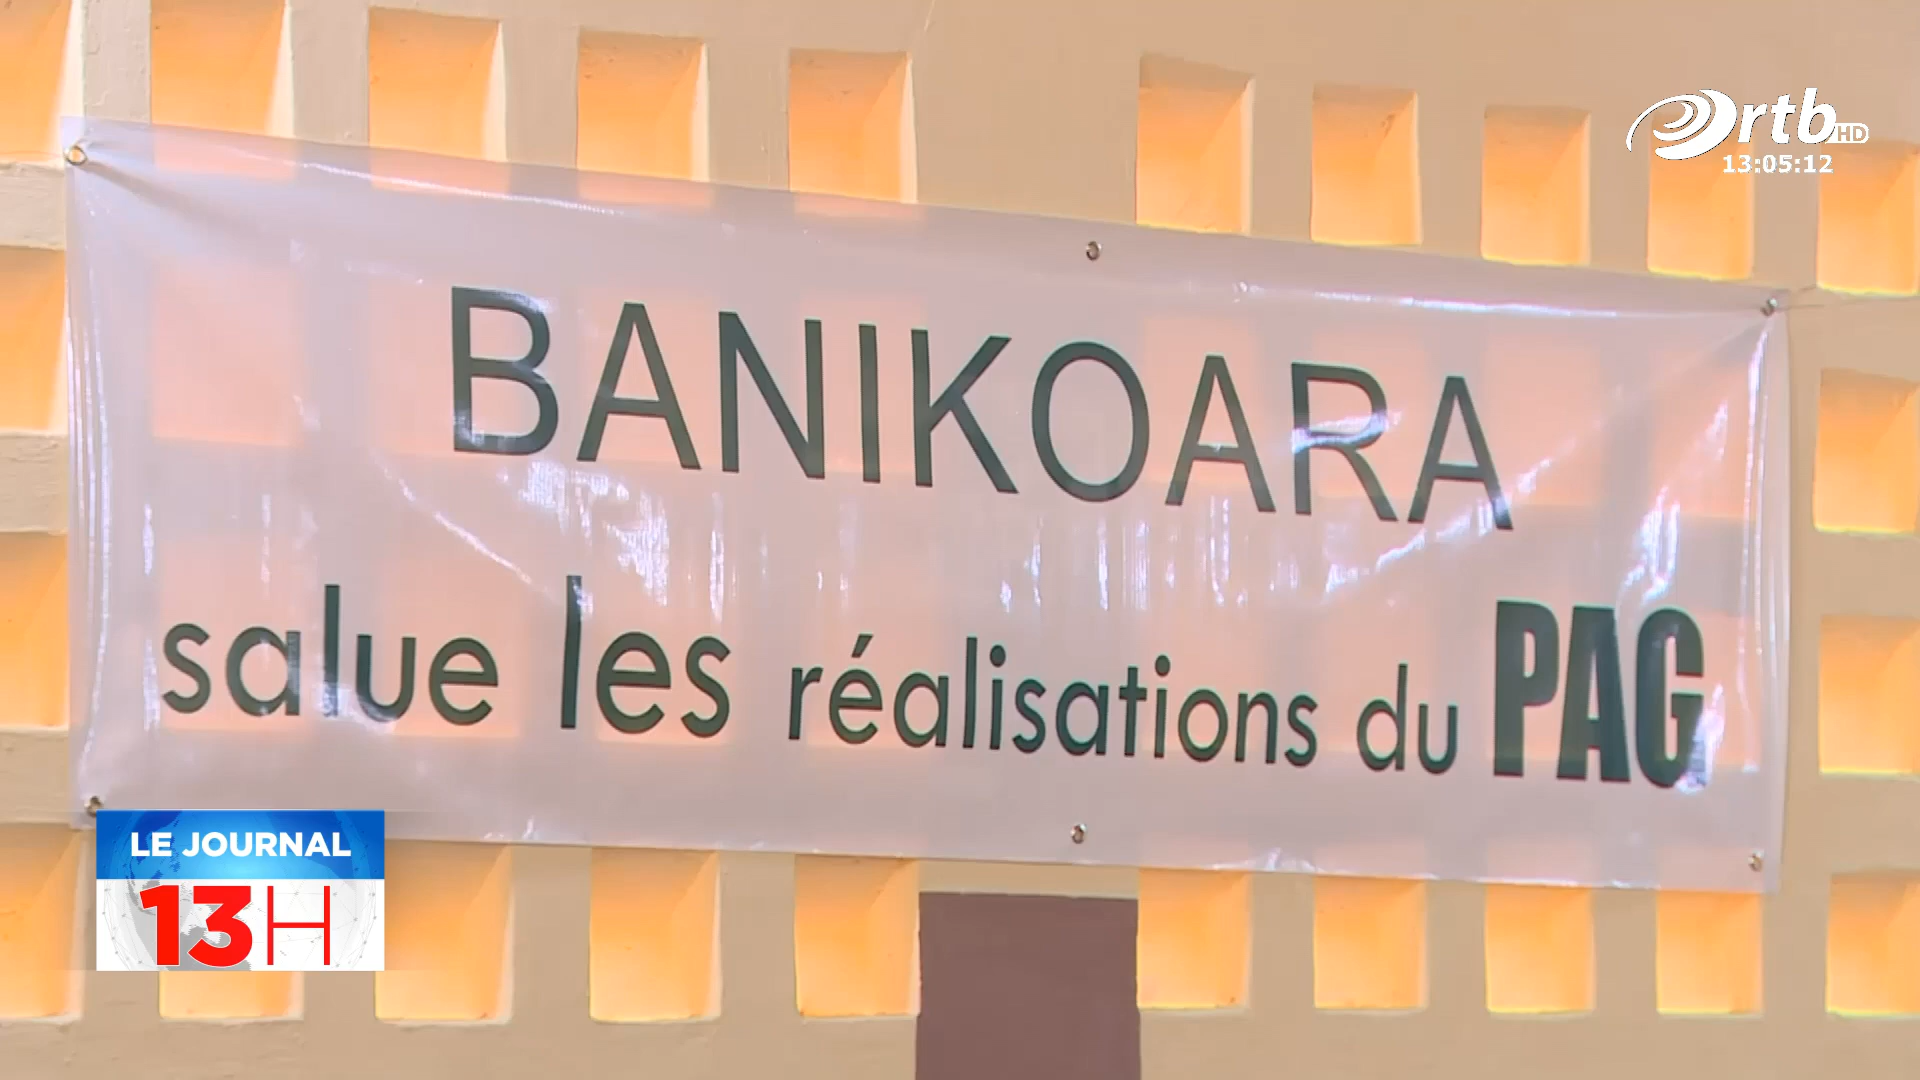 ortb HD
13:05:12
BANIKOARA
salue les réalisations du PAG
LE JOURNAL
13H